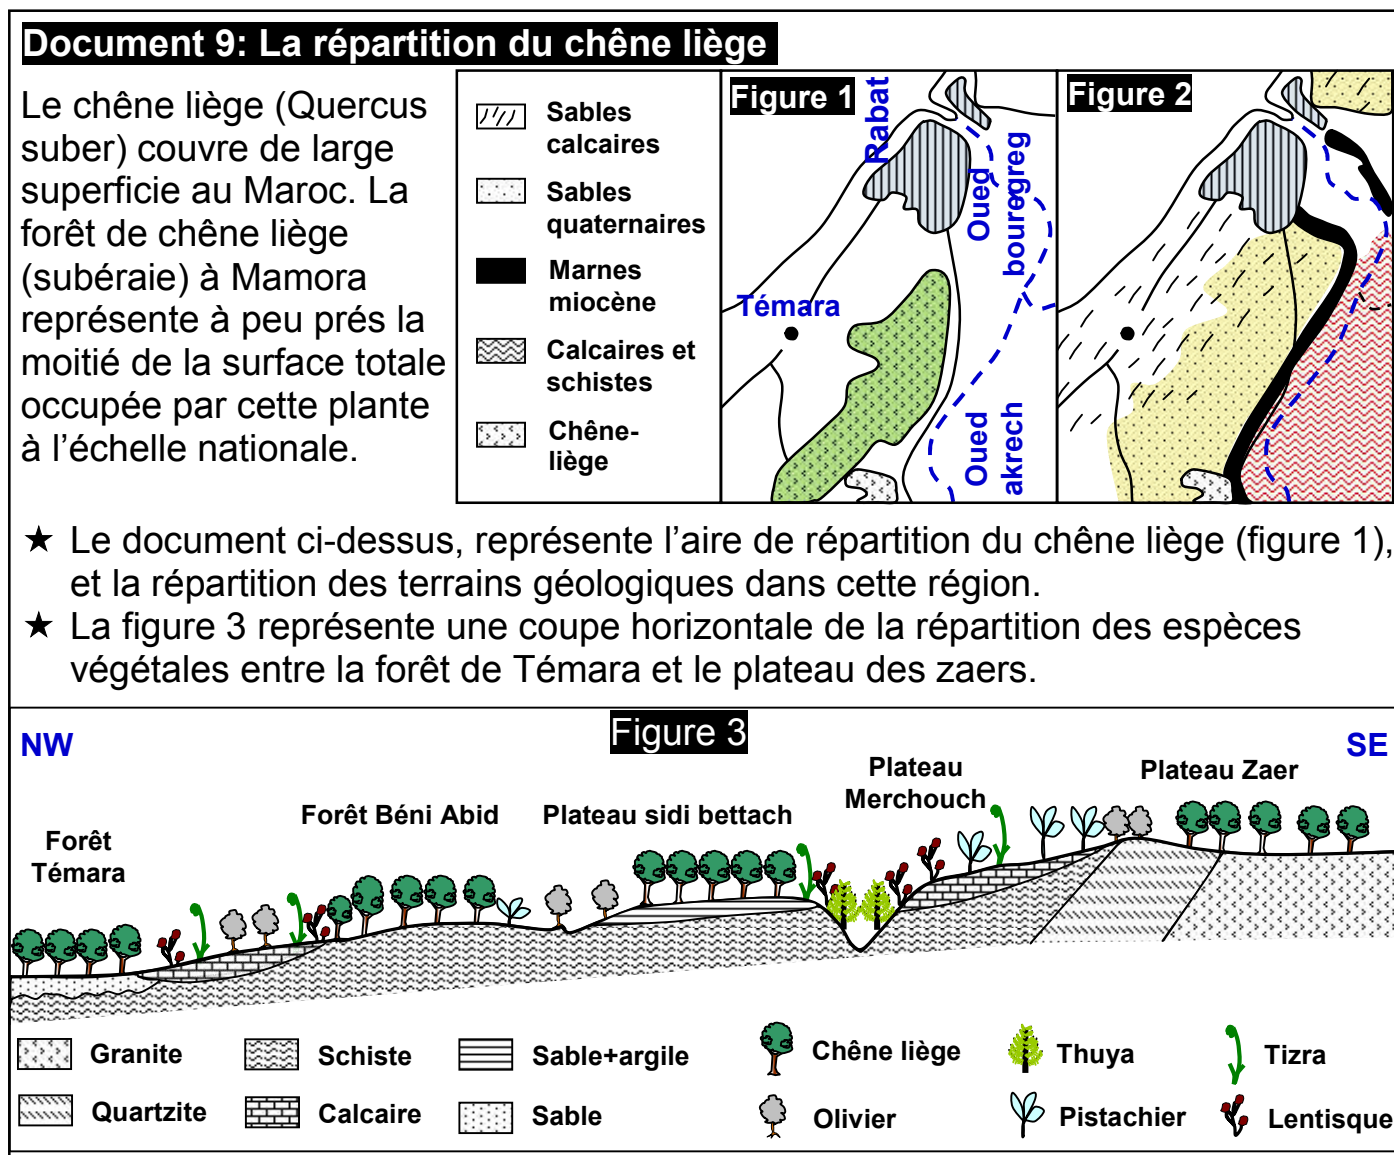 Document 9: La répartition du chêne liège
Le chêne liège (Quercus
suber) couvre de large
superficie au Maroc. La
forêt de chêne liège
(subéraie) à Mamora
représente à peu prés la
moitié de la surface totale
occupée par cette plante
à l’échelle nationale.
Sables
calcaires
Sables
quaternaires
Marnes
miocène
Calcaires et
schistes
Chêne-
liège
Figure 1
Rabat
Oued
bouregreg
Témara
Oued
akrech
Figure 2
★ Le document ci-dessus, représente l’aire de répartition du chêne liège (figure 1),
et la répartition des terrains géologiques dans cette région.
★ La figure 3 représente une coupe horizontale de la répartition des espèces
végétales entre la forêt de Témara et le plateau des zaers.
Figure 3
NW
SE
Forêt
Témara
Forêt Béni Abid
Plateau sidi bettach
Plateau
Merchouch
Plateau Zaer
Granite
Schiste
Sable+argile
Chêne liège
Thuya
Tizra
Quartzite
Calcaire
Sable
Olivier
Pistachier
Lentisque